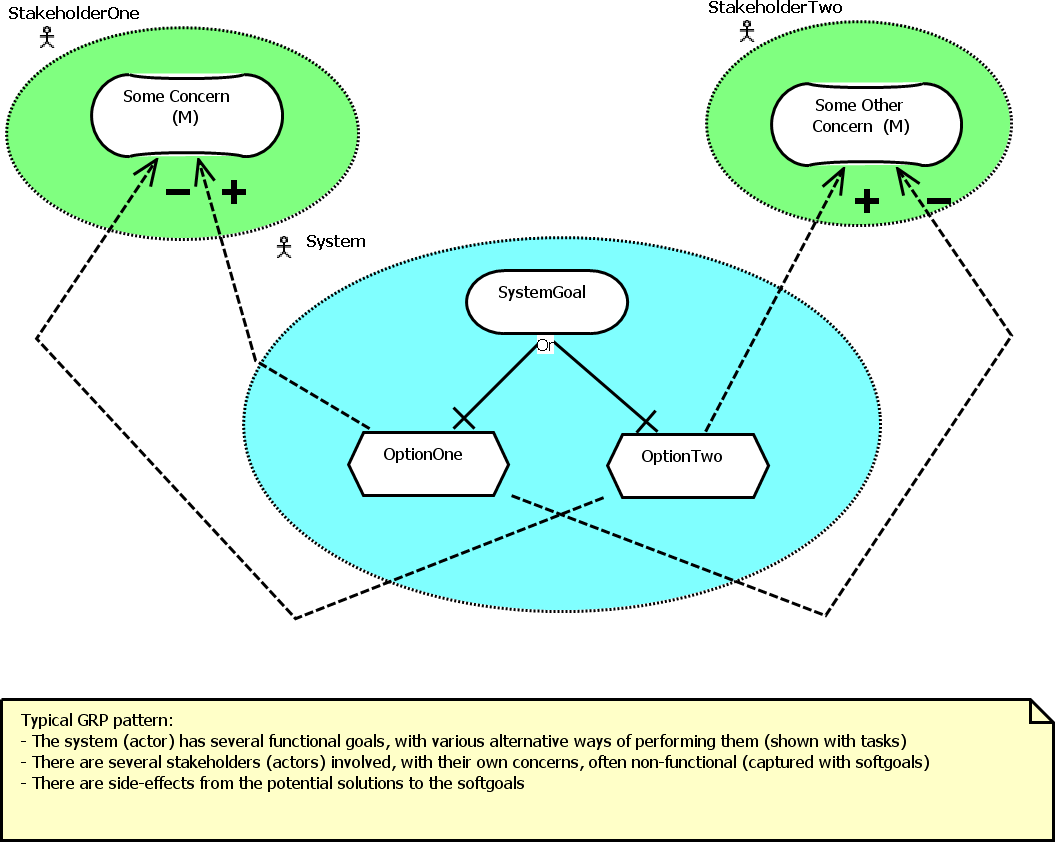 StakeholderOne
StakeholderTwo
Some Concern
(M)
Some Other
Concern (M)
System
SystemGoal
Or
OptionOne
OptionTwo
Typical GRP pattern:
- The system (actor) has several functional goals, with various alternative ways of performing them (shown with tasks)
- There are several stakeholders (actors) involved, with their own concerns, often non-functional (captured with softgoals)
- There are side-effects from the potential solutions to the softgoals